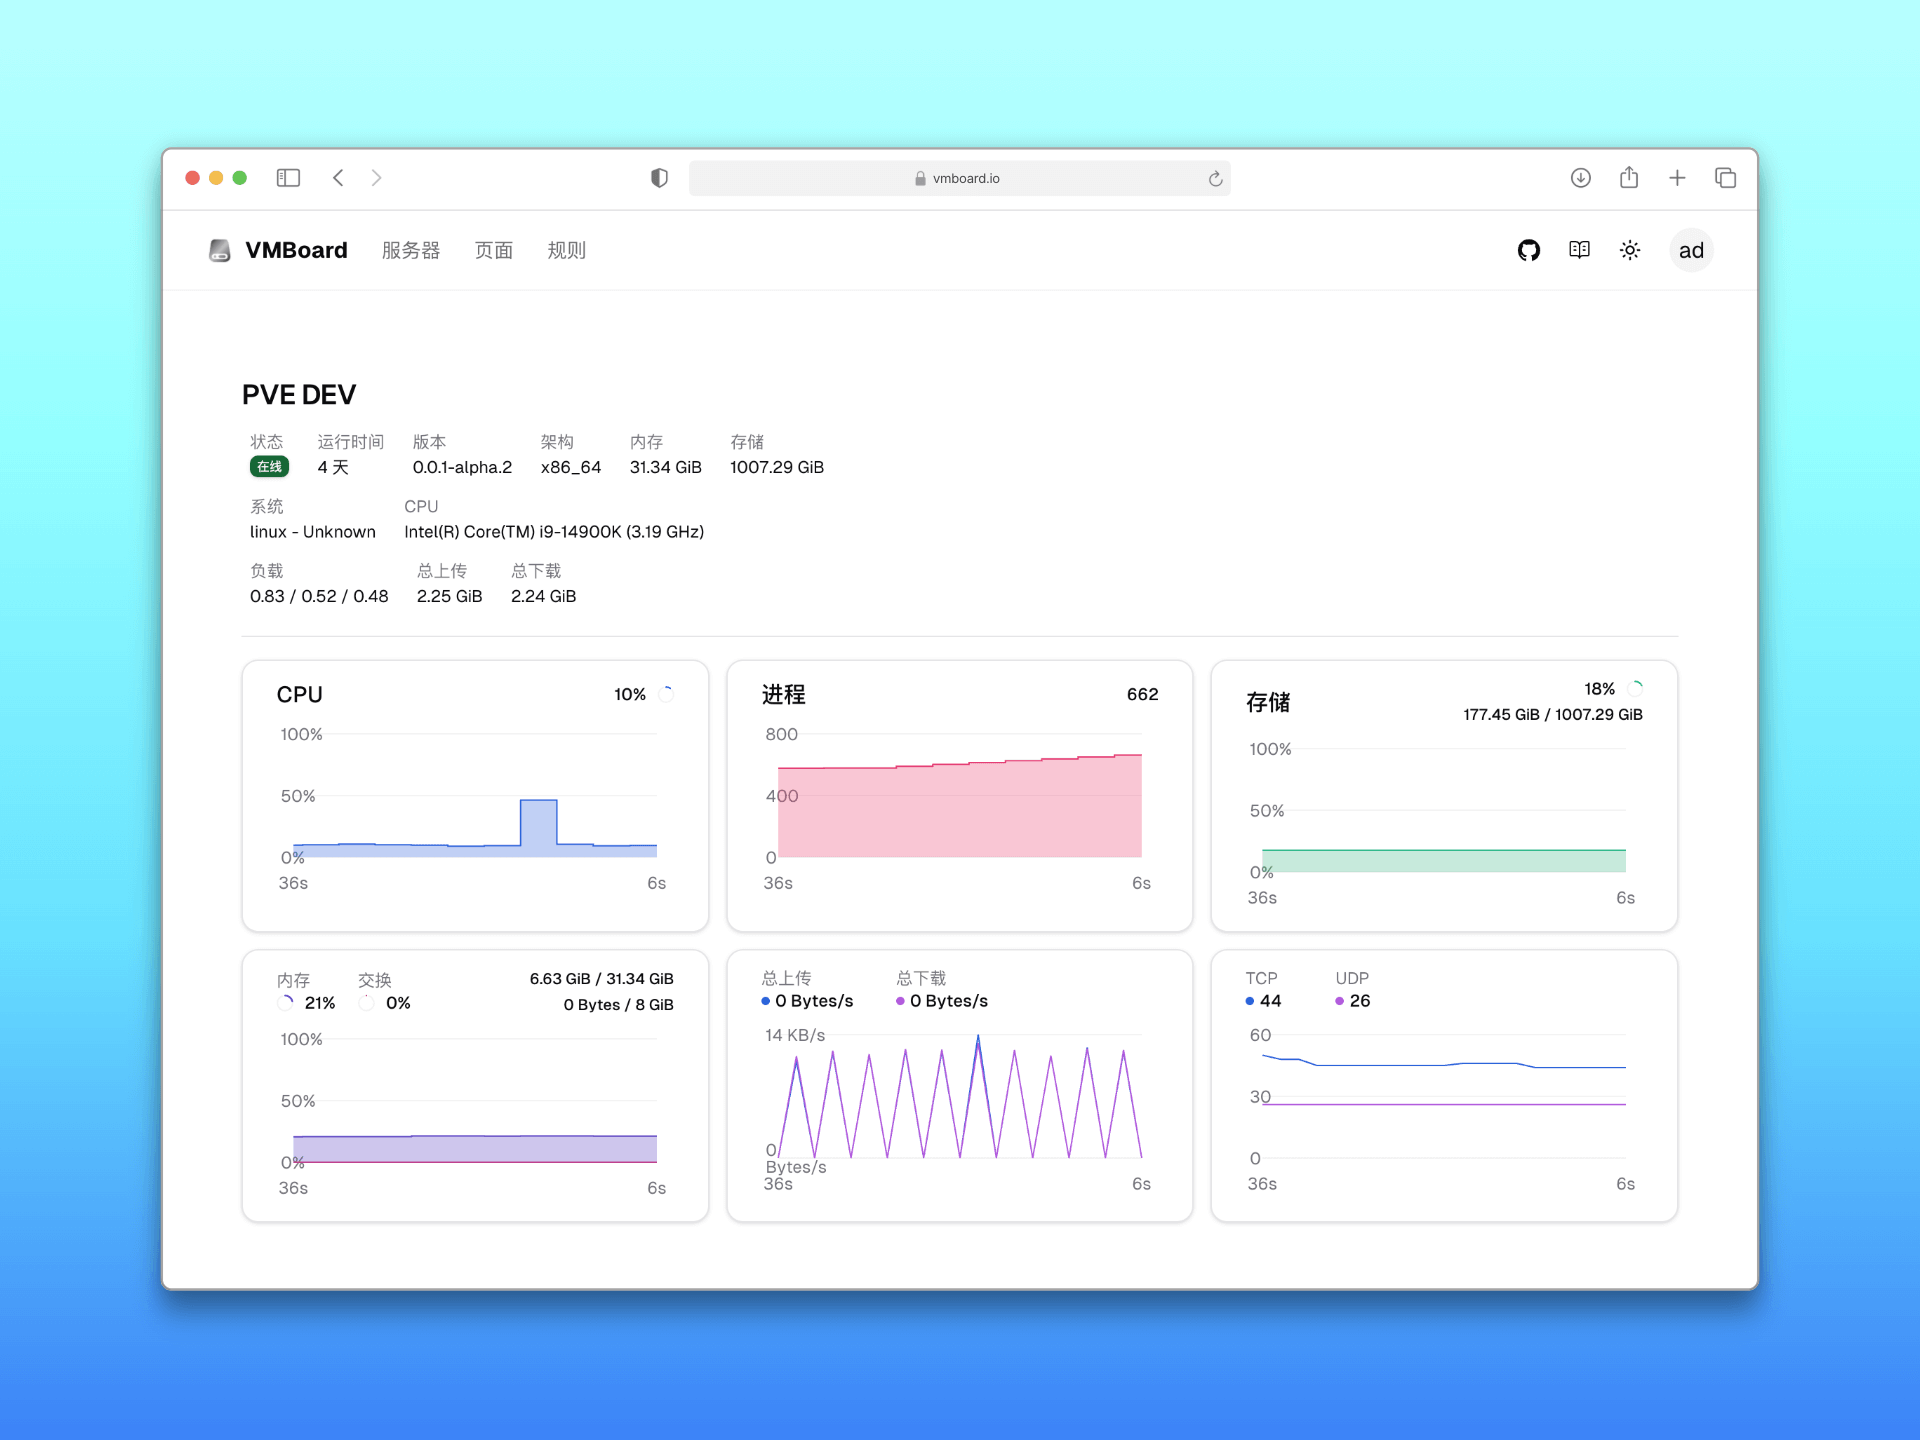 vmboard.io
VMBoard 服务器 页面 规则 ad
PVE DEV
状态 运行时间 版本 架构 内存 存储
在线 4 天 0.0.1-alpha.2 x86_64 31.34 GiB 1007.29 GiB
系统 CPU
linux - Unknown Intel(R) Core(TM) i9-14900K (3.19 GHz)
负载 总上传 总下载
0.83 / 0.52 / 0.48 2.25 GiB 2.24 GiB
CPU 10%
100%
50%
0%
36s 6s
进程 662
800
400
0
36s 6s
存储 18%
177.45 GiB / 1007.29 GiB
100%
50%
0%
36s 6s
内存 交换 6.63 GiB / 31.34 GiB
21% 0% 0 Bytes / 8 GiB
100%
50%
0%
36s 6s
总上传 总下载
0 Bytes/s 0 Bytes/s
14 KB/s
0
Bytes/s
36s 6s
TCP UDP
44 26
60
30
0
36s 6s